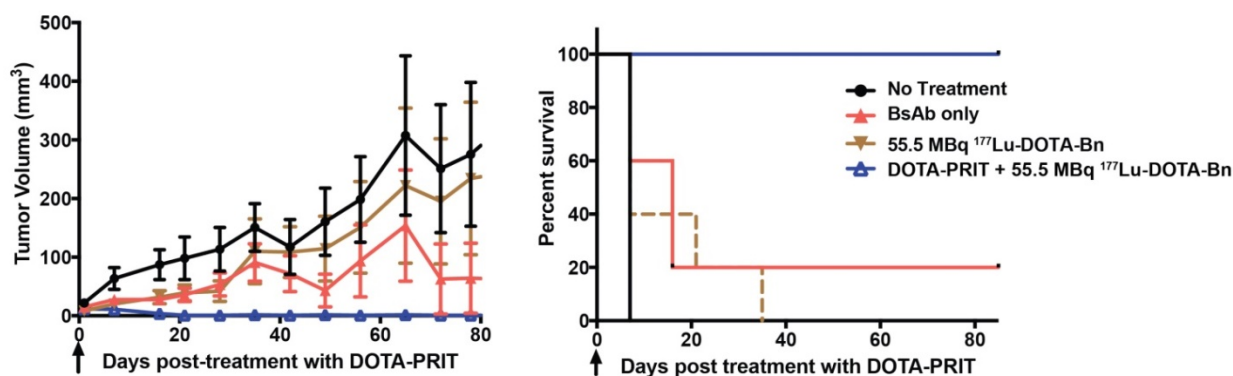 Tumor Volume (mm³)
500
400
300
200
100
0
0
20
40
60
80
Days post-treatment with DOTA-PRIT
Percent survival
100
80
60
40
20
0
0
20
40
60
80
Days post treatment with DOTA-PRIT
No Treatment
BsAb only
55.5 MBq ¹⁷⁷Lu-DOTA-Bn
DOTA-PRIT + 55.5 MBq ¹⁷⁷Lu-DOTA-Bn